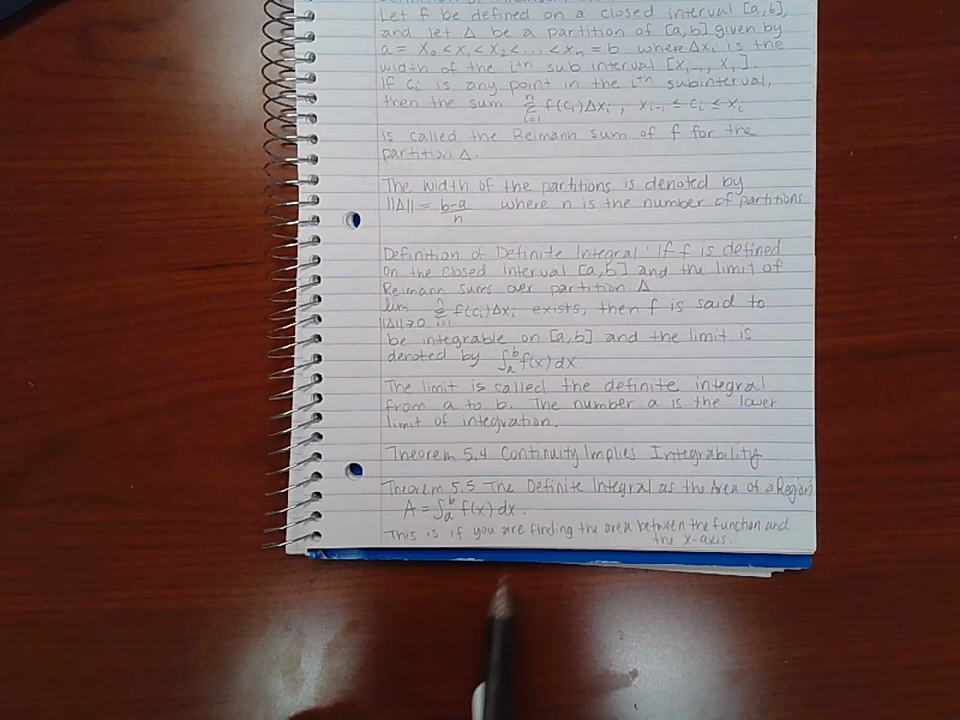 Let f be defined on a closed interval [a,b],
and let Δ be a partition of [a,b] given by
a = x₀ < x₁ < x₂ < ... < xₙ = b where Δxᵢ is the
width of the ith sub interval [xᵢ₋₁, xᵢ].
If cᵢ is any point in the ith subinterval,
then the sum Σⁿᵢ₌₁ f(cᵢ)Δxᵢ, xᵢ₋₁ ≤ cᵢ ≤ xᵢ
is called the Reimann sum of f for the
partition Δ.
The width of the partitions is denoted by
||Δ|| = b-a/n where n is the number of partitions
Definition of Definite Integral: If f is defined
on the closed interval [a,b] and the limit of
Reimann sums over partition Δ
lim ||Δ||→0 Σⁿᵢ₌₁ f(cᵢ)Δxᵢ exists, then f is said to
be integrable on [a,b] and the limit is
denoted by ∫ₐᵇ f(x)dx.
The limit is called the definite integral
from a to b. The number a is the lower
limit of integration.
Theorem 5.4 Continuity Implies Integrability
Theorem 5.5 The Definite Integral as the Area of a Region
A = ∫ₐᵇ f(x) dx.
This is if you are finding the area between the function and
the x-axis.